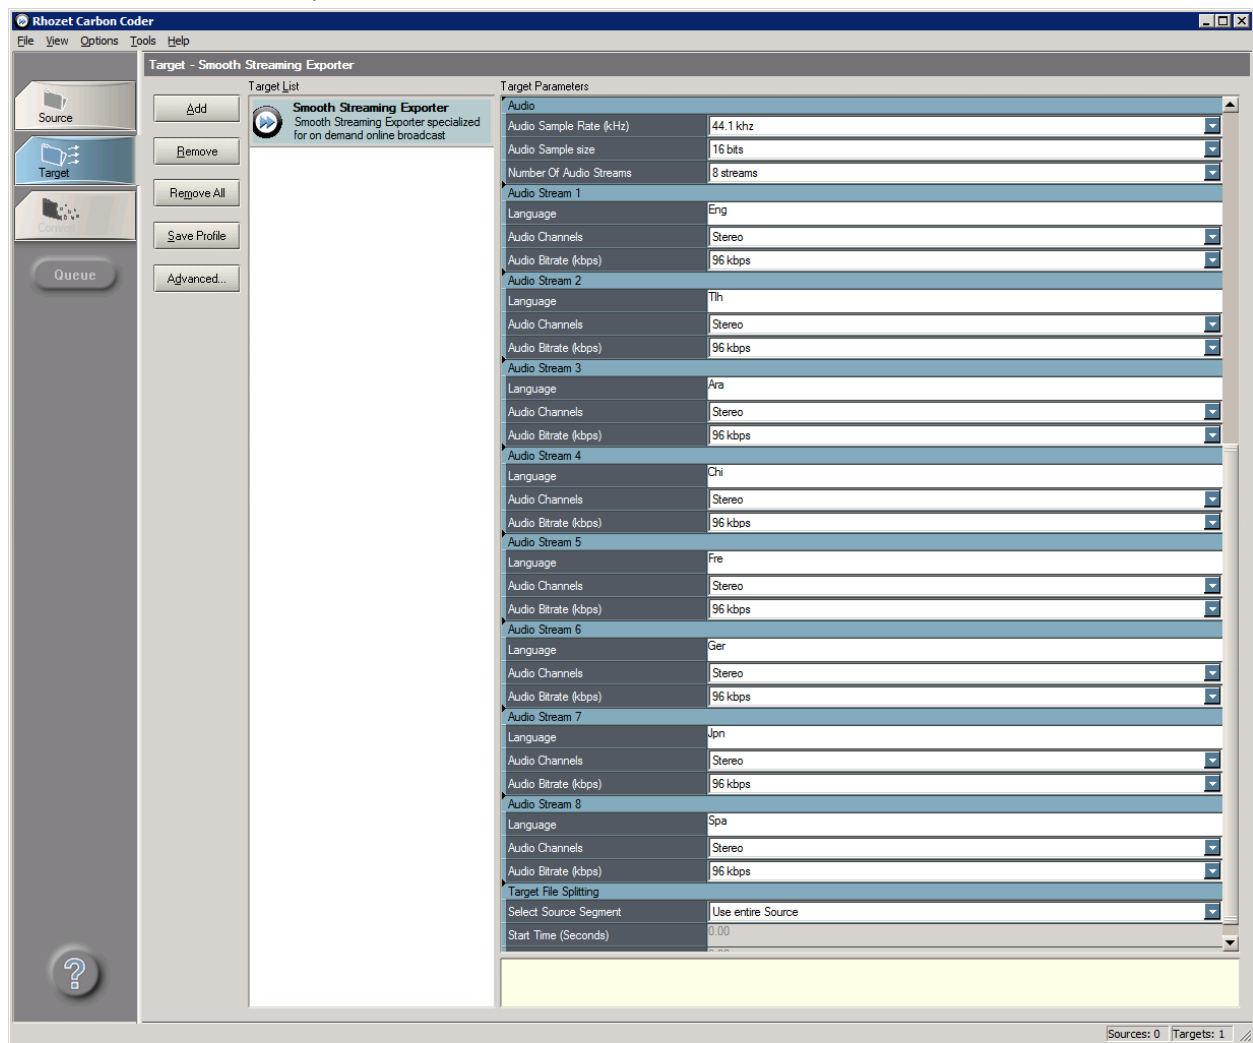 Rhozet Carbon Coder
File View Options Tools Help
Target - Smooth Streaming Exporter
Source
Target
Convert
Queue
Add
Remove
Remove All
Save Profile
Advanced...
Target List
Smooth Streaming Exporter
Smooth Streaming Exporter specialized
for on demand online broadcast
Target Parameters
Audio
Audio Sample Rate (kHz) 44.1 khz
Audio Sample size 16 bits
Number Of Audio Streams 8 streams
Audio Stream 1
Language Eng
Audio Channels Stereo
Audio Bitrate (kbps) 96 kbps
Audio Stream 2
Language Tlh
Audio Channels Stereo
Audio Bitrate (kbps) 96 kbps
Audio Stream 3
Language Ara
Audio Channels Stereo
Audio Bitrate (kbps) 96 kbps
Audio Stream 4
Language Chi
Audio Channels Stereo
Audio Bitrate (kbps) 96 kbps
Audio Stream 5
Language Fre
Audio Channels Stereo
Audio Bitrate (kbps) 96 kbps
Audio Stream 6
Language Ger
Audio Channels Stereo
Audio Bitrate (kbps) 96 kbps
Audio Stream 7
Language Jpn
Audio Channels Stereo
Audio Bitrate (kbps) 96 kbps
Audio Stream 8
Language Spa
Audio Channels Stereo
Audio Bitrate (kbps) 96 kbps
Target File Splitting
Select Source Segment Use entire Source
Start Time (Seconds) 0.00
?
Sources: 0 Targets: 1